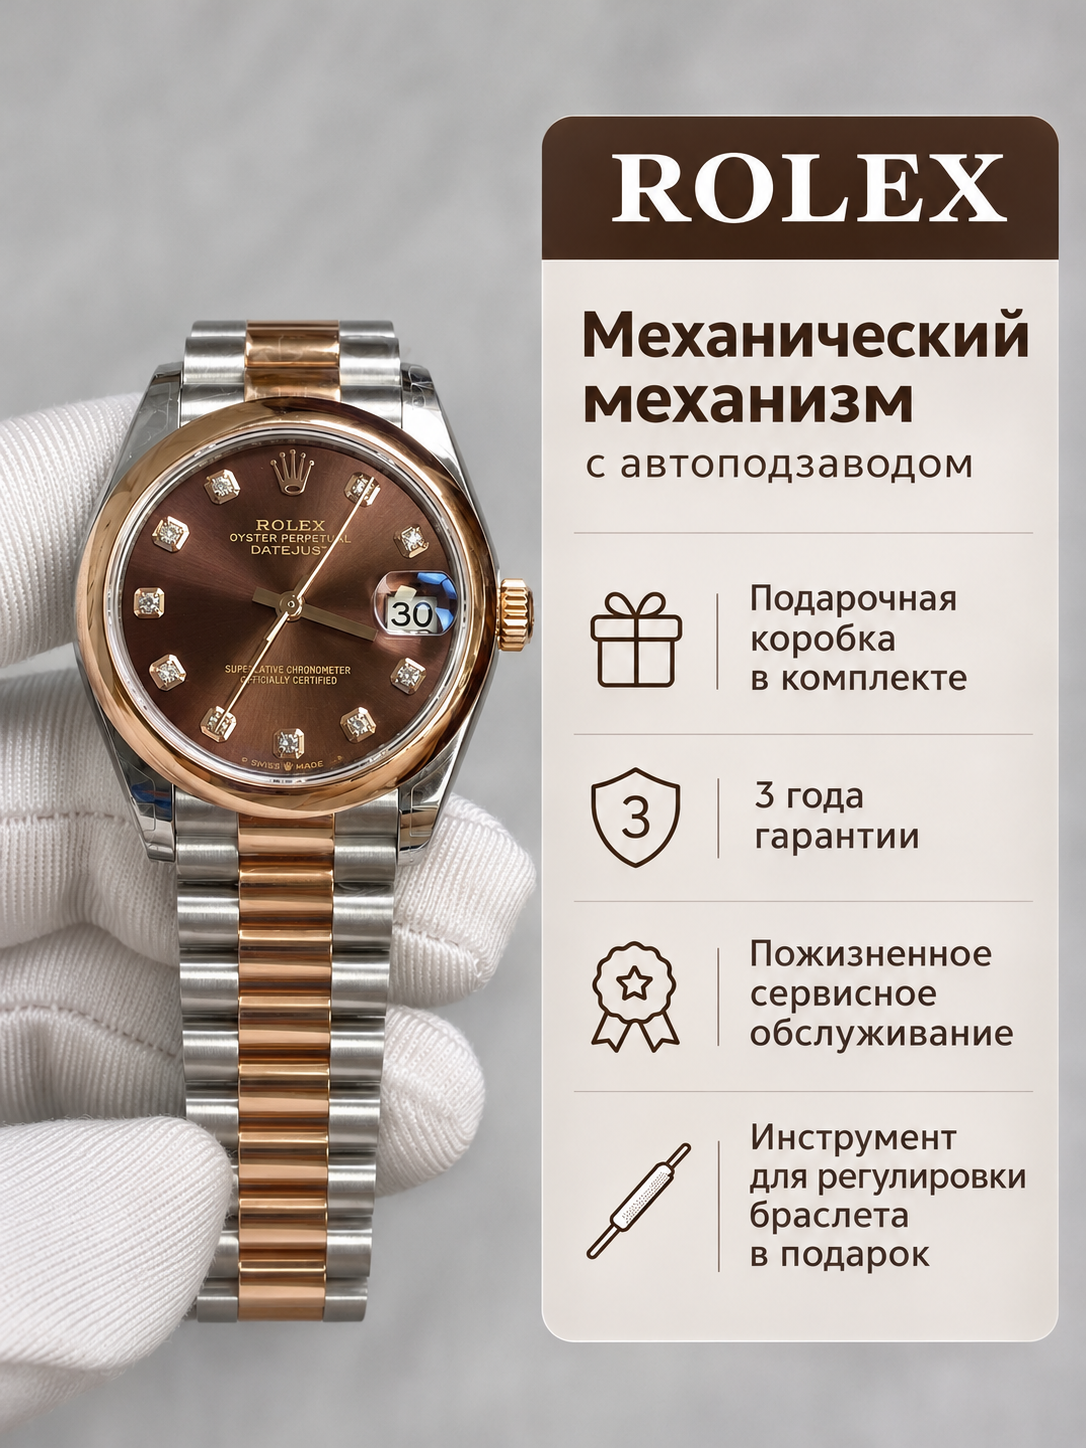 ROLEX
OYSTER PERPETUAL
DATEJUST
30
SUPERLATIVE CHRONOMETER
OFFICIALLY CERTIFIED
SWISS MADE
ROLEX
Механический
механизм
с автоподзаводом
Подарочная
коробка
в комплекте
3
3 года
гарантии
Пожизненное
сервисное
обслуживание
Инструмент
для регулировки
браслета
в подарок